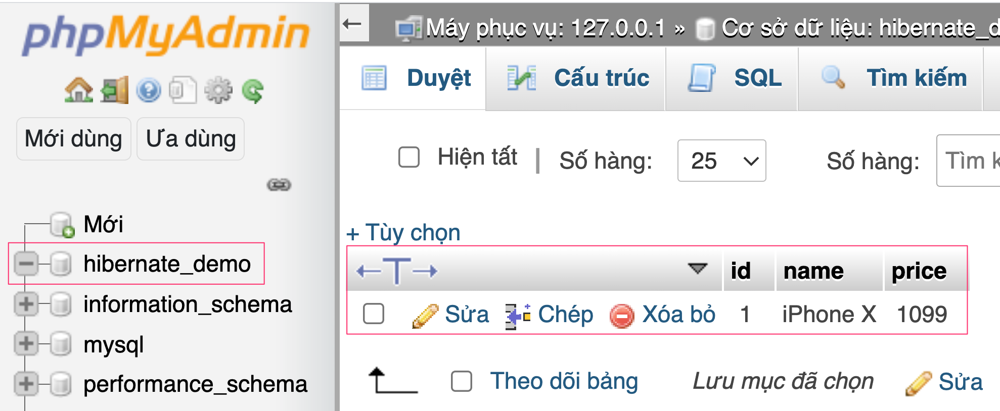 phpMyAdmin
Mới dùng Ưa dùng
Mới
hibernate_demo
information_schema
mysql
performance_schema
Máy phục vụ: 127.0.0.1 » Cơ sở dữ liệu: hibernate_d
Duyệt Cấu trúc SQL Tìm kiếm
Hiện tất | Số hàng: 25 Số hàng: Tìm k
+ Tùy chọn
←T→ id name price
Sửa Chép Xóa bỏ 1 iPhone X 1099
Theo dõi bảng Lưu mục đã chọn Sửa